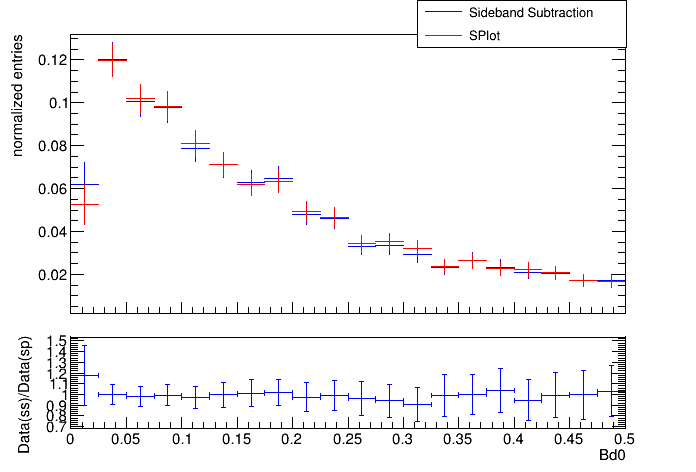 Sideband Subtraction
SPlot
normalized entries
0.12
0.1
0.08
0.06
0.04
0.02
Data(ss)/Data(sp)
1.5
1.4
1.3
1.2
1.1
1
0.9
0.8
0.7
0 0.05 0.1 0.15 0.2 0.25 0.3 0.35 0.4 0.45 0.5
Bd0